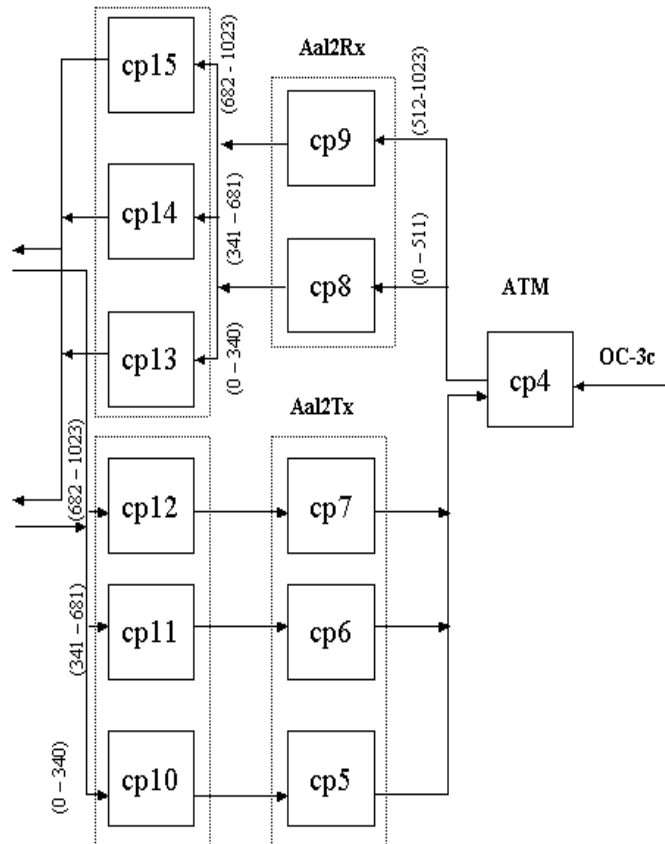 Aal2Rx
cp15
(682 - 1023)
cp9
(512-1023)
cp14
(341 – 681)
cp8
(0 – 511)
ATM
cp13
(0 – 340)
cp4
OC-3c
Aal2Tx
(682 – 1023)
cp12
cp7
(341 – 681)
cp11
cp6
(0 – 340)
cp10
cp5